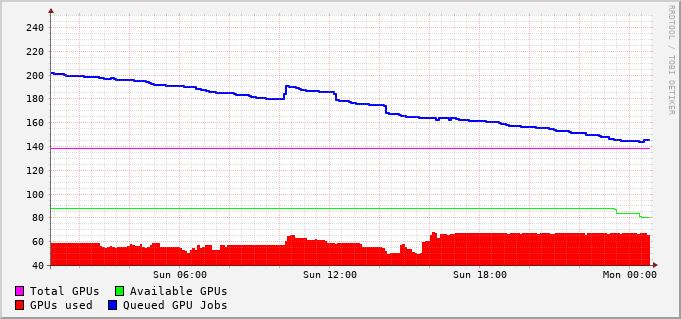 RRDTOOL / TOBI OETIKER
240
220
200
180
160
140
120
100
80
60
40
Sun 06:00 Sun 12:00 Sun 18:00 Mon 00:00
Total GPUs Available GPUs
GPUs used Queued GPU Jobs